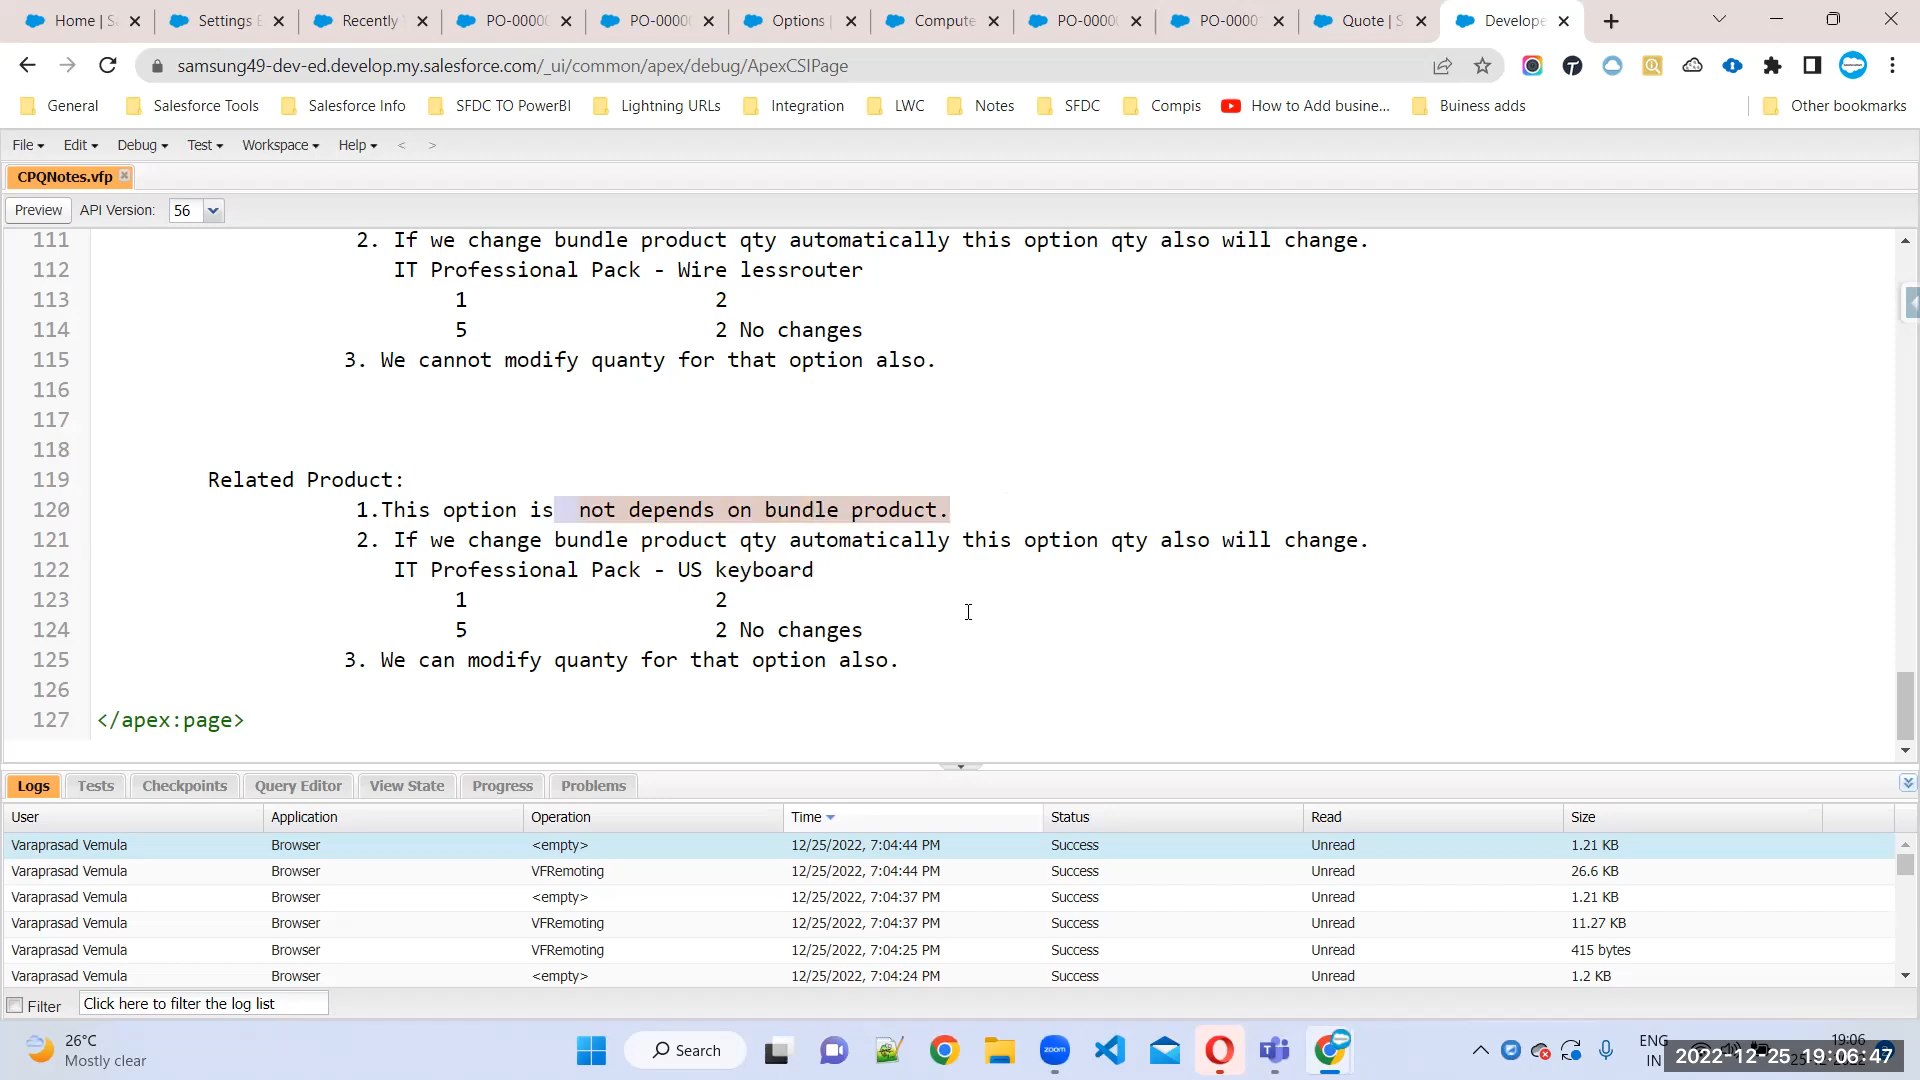 Home | Sa
Settings E
Recently
PO-0000
PO-0000
Options |
Compute
PO-0000
PO-0000
Quote | S
Develope
samsung49-dev-ed.develop.my.salesforce.com/_ui/common/apex/debug/ApexCSIPage
General
Salesforce Tools
Salesforce Info
SFDC TO PowerBI
Lightning URLs
Integration
LWC
Notes
SFDC
Compis
How to Add busine...
Buiness adds
Other bookmarks
File
Edit
Debug
Test
Workspace
Help
<
>
CPQNotes.vfp
Preview
API Version:
56
111 2. If we change bundle product qty automatically this option qty also will change.
112 IT Professional Pack - Wire lessrouter
113 1 2
114 5 2 No changes
115 3. We cannot modify quanty for that option also.
116
117
118
119 Related Product:
120 1.This option is  not depends on bundle product.
121 2. If we change bundle product qty automatically this option qty also will change.
122 IT Professional Pack - US keyboard
123 1 2
124 5 2 No changes
125 3. We can modify quanty for that option also.
126
127 </apex:page>
Logs
Tests
Checkpoints
Query Editor
View State
Progress
Problems
User Application Operation Time Status Read Size
Varaprasad Vemula Browser <empty> 12/25/2022, 7:04:44 PM Success Unread 1.21 KB
Varaprasad Vemula Browser VFRemoting 12/25/2022, 7:04:44 PM Success Unread 26.6 KB
Varaprasad Vemula Browser <empty> 12/25/2022, 7:04:37 PM Success Unread 1.21 KB
Varaprasad Vemula Browser VFRemoting 12/25/2022, 7:04:37 PM Success Unread 11.27 KB
Varaprasad Vemula Browser VFRemoting 12/25/2022, 7:04:25 PM Success Unread 415 bytes
Varaprasad Vemula Browser <empty> 12/25/2022, 7:04:24 PM Success Unread 1.2 KB
Filter
Click here to filter the log list
26°C
Mostly clear
Search
zoom
ENG
IN
19:06
2022-12-25 19:06:47